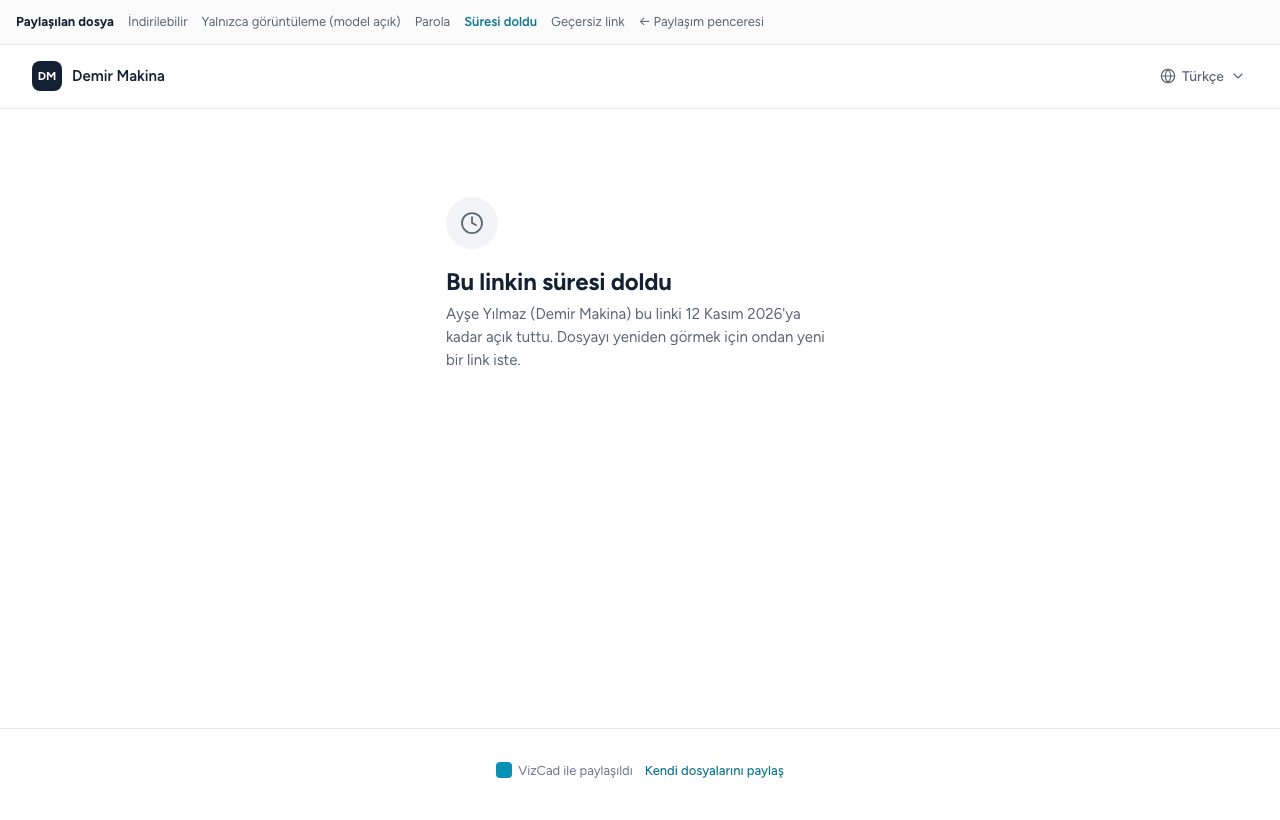 Paylaşılan dosya İndirilebilir Yalnızca görüntüleme (model açık) Parola Süresi doldu Geçersiz link ← Paylaşım penceresi
DM Demir Makina Türkçe
Bu linkin süresi doldu
Ayşe Yılmaz (Demir Makina) bu linki 12 Kasım 2026'ya
kadar açık tuttu. Dosyayı yeniden görmek için ondan yeni
bir link iste.
VizCad ile paylaşıldı Kendi dosyalarını paylaş